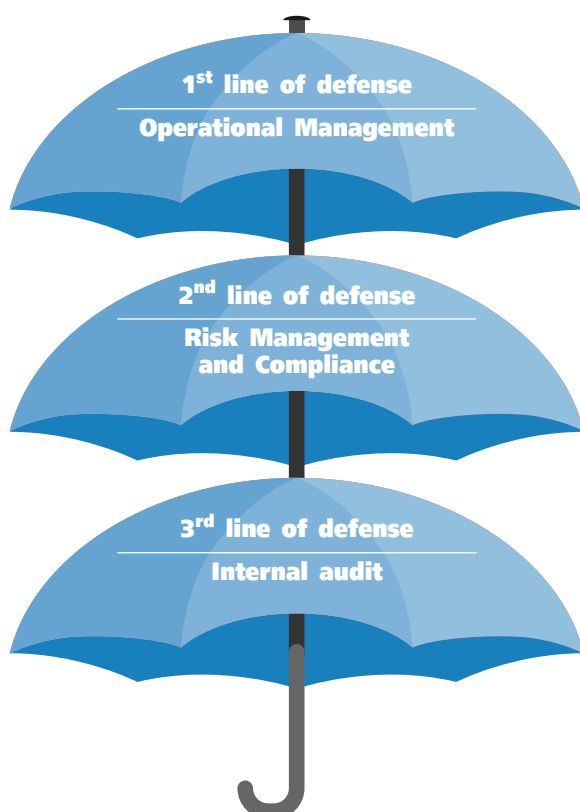 1st line of defense
Operational Management
2nd line of defense
Risk Management
and Compliance
3rd line of defense
Internal audit